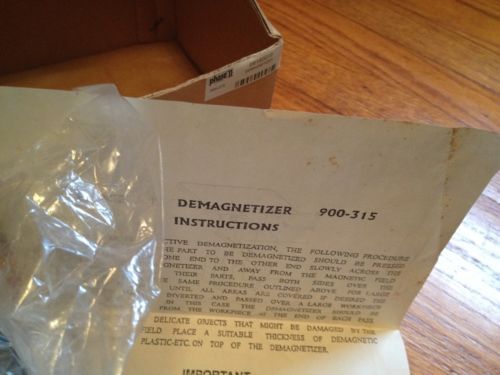 phase II
DEMAGNETIZER 900-315
INSTRUCTIONS
CTIVE DEMAGNETIZATION, THE FOLLOWING PROCEDURE
HE PART TO BE DEMAGNETIZERD SHOULD BE PRESSED
ONE END TO THE OTHER END SLOWLY ACROSS THE
GNETIEZER AND AWAY FROM THE MAGNETIC FIELD
THEIR PARTS, PASS BOTH SIDES OVER THE
E SAME PROCEDURE OUTLINED ABOVE FOR LARGE
UNTIL ALL AREAS ARE COVERED IF DESIRED THE
INVERTED AND PASSED OVER A LARGE WORKPIECE
IN THIS CASE THE DEMAGNETIZER SHOULD BE
FROM THE WORKPIECE AT THE END OF EACH PASS
DELICATE OBJECTS THAT MIGHT BE DAMAGED BY THE
FIELD PLACE A SUITABLE THICKNESS OF DEMAGNETIC
PLASTIC-ETC. ON TOP OF THE DEMAGNETIZER.
IMPORTANT